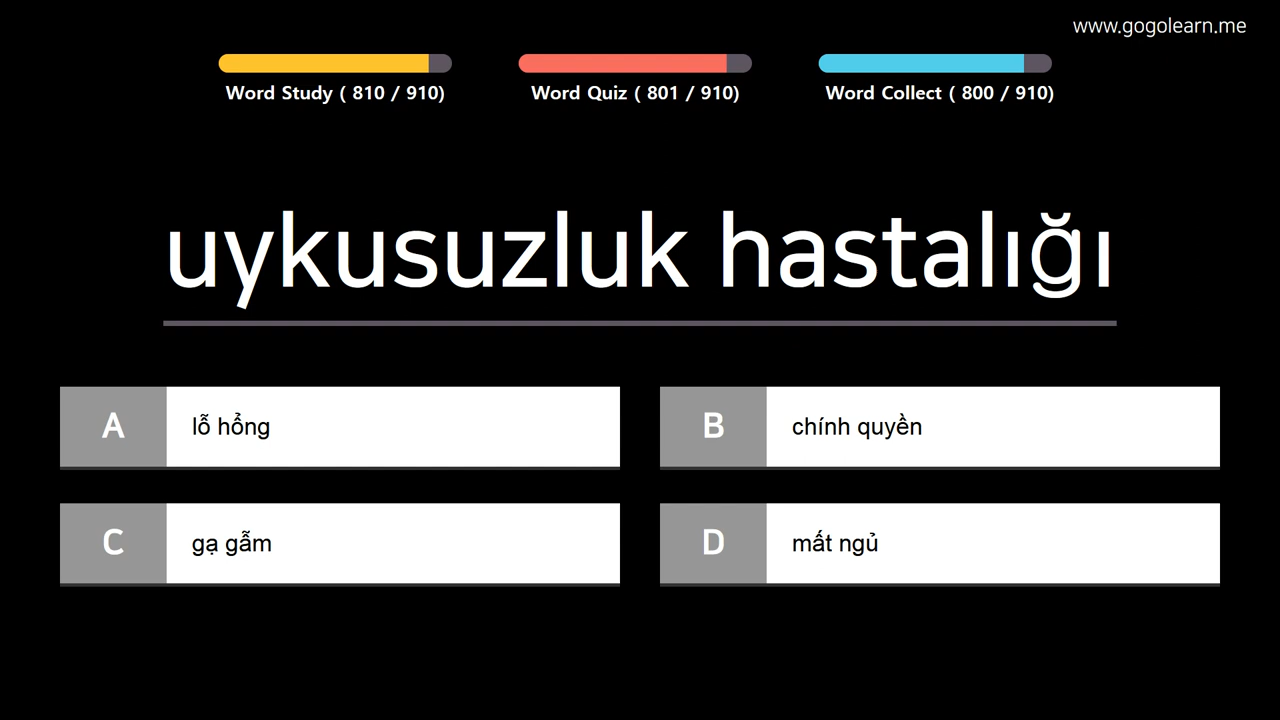 www.gogolearn.me
Word Study ( 810 / 910)
Word Quiz ( 801 / 910)
Word Collect ( 800 / 910)
uykusuzluk hastalığı
A
lỗ hổng
B
chính quyền
C
gạ gẫm
D
mất ngủ